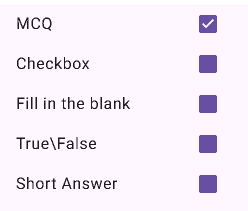 MCQ
Checkbox
Fill in the blank
True\False
Short Answer